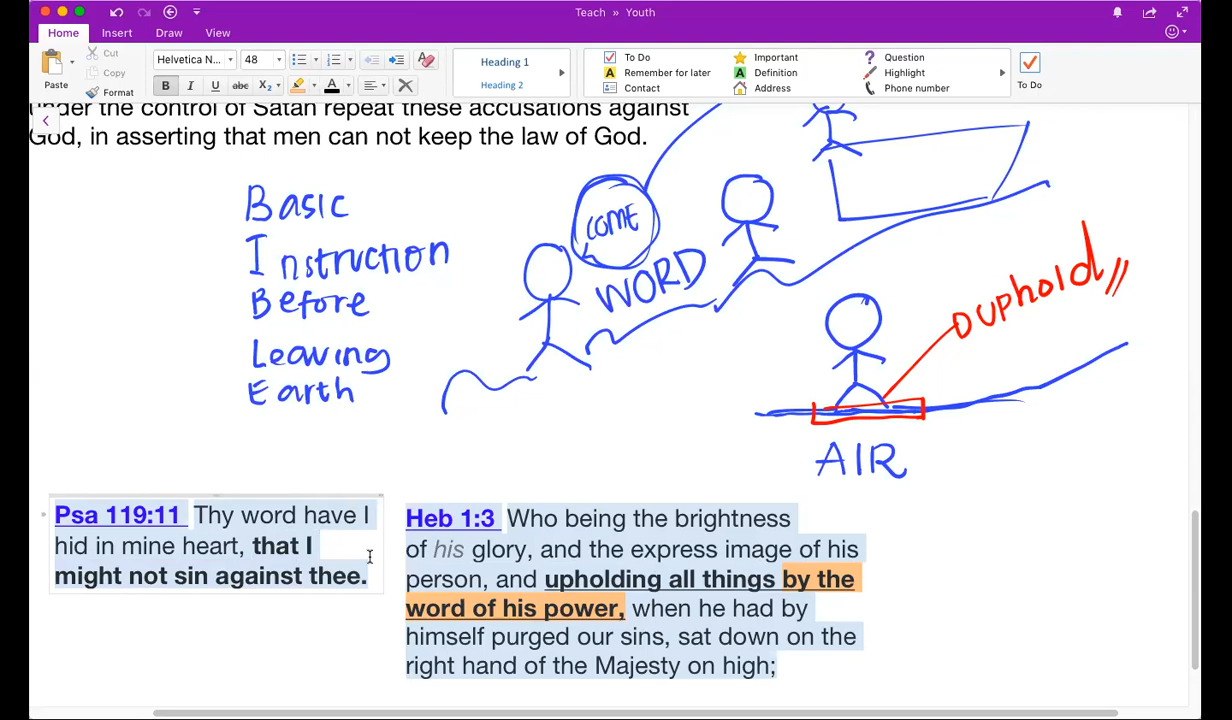 Teach » Youth
Home Insert Draw View
Paste
Cut
Copy
Format
Helvetica N... 48
B I U abc X₂ A
Heading 1
Heading 2
To Do
Remember for later
Contact
Important
Definition
Address
Question
Highlight
Phone number
To Do
under the control of Satan repeat these accusations against
God, in asserting that men can not keep the law of God.
Basic
Instruction
Before
Leaving
Earth
COME
WORD
uphold
AIR
Psa 119:11 Thy word have I
hid in mine heart, that I
might not sin against thee.
Heb 1:3 Who being the brightness
of his glory, and the express image of his
person, and upholding all things by the
word of his power, when he had by
himself purged our sins, sat down on the
right hand of the Majesty on high;